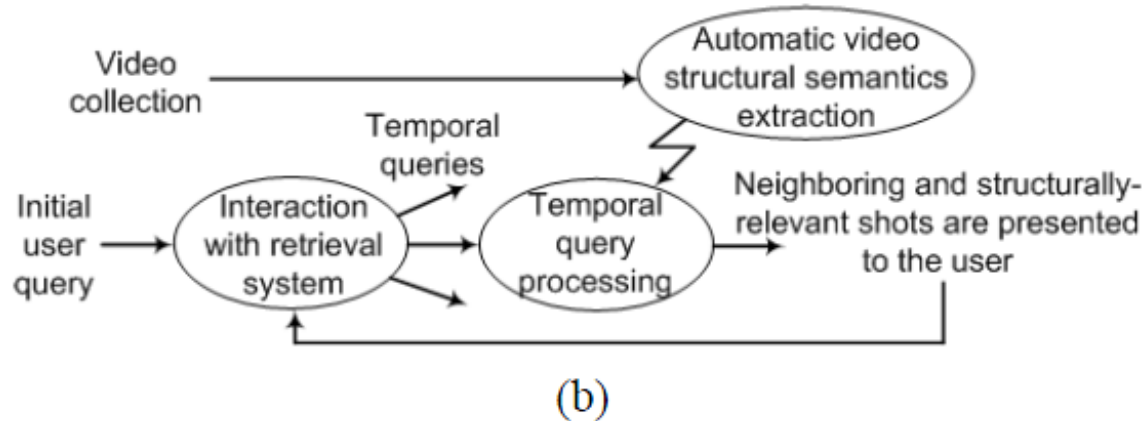 Video
collection
Automatic video
structural semantics
extraction
Temporal
queries
Initial
user
query
Interaction
with retrieval
system
Temporal
query
processing
Neighboring and structurally-
relevant shots are presented
to the user
(b)